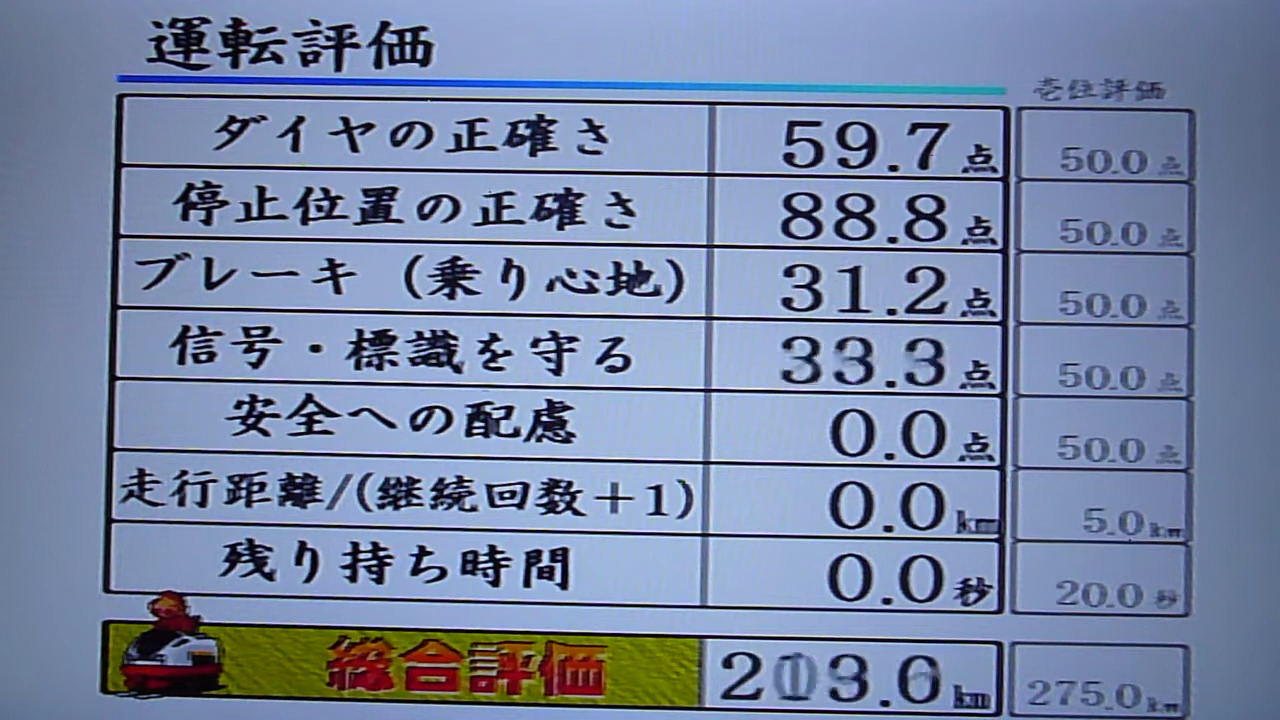 運転評価
壱位評価
ダイヤの正確さ 59.7点 50.0点
停止位置の正確さ 88.8点 50.0点
ブレーキ（乗り心地） 31.2点 50.0点
信号・標識を守る 33.3点 50.0点
安全への配慮 0.0点 50.0点
走行距離/(継続回数＋1) 0.0km 5.0km
残り持ち時間 0.0秒 20.0秒
総合評価 213.0km 275.0km